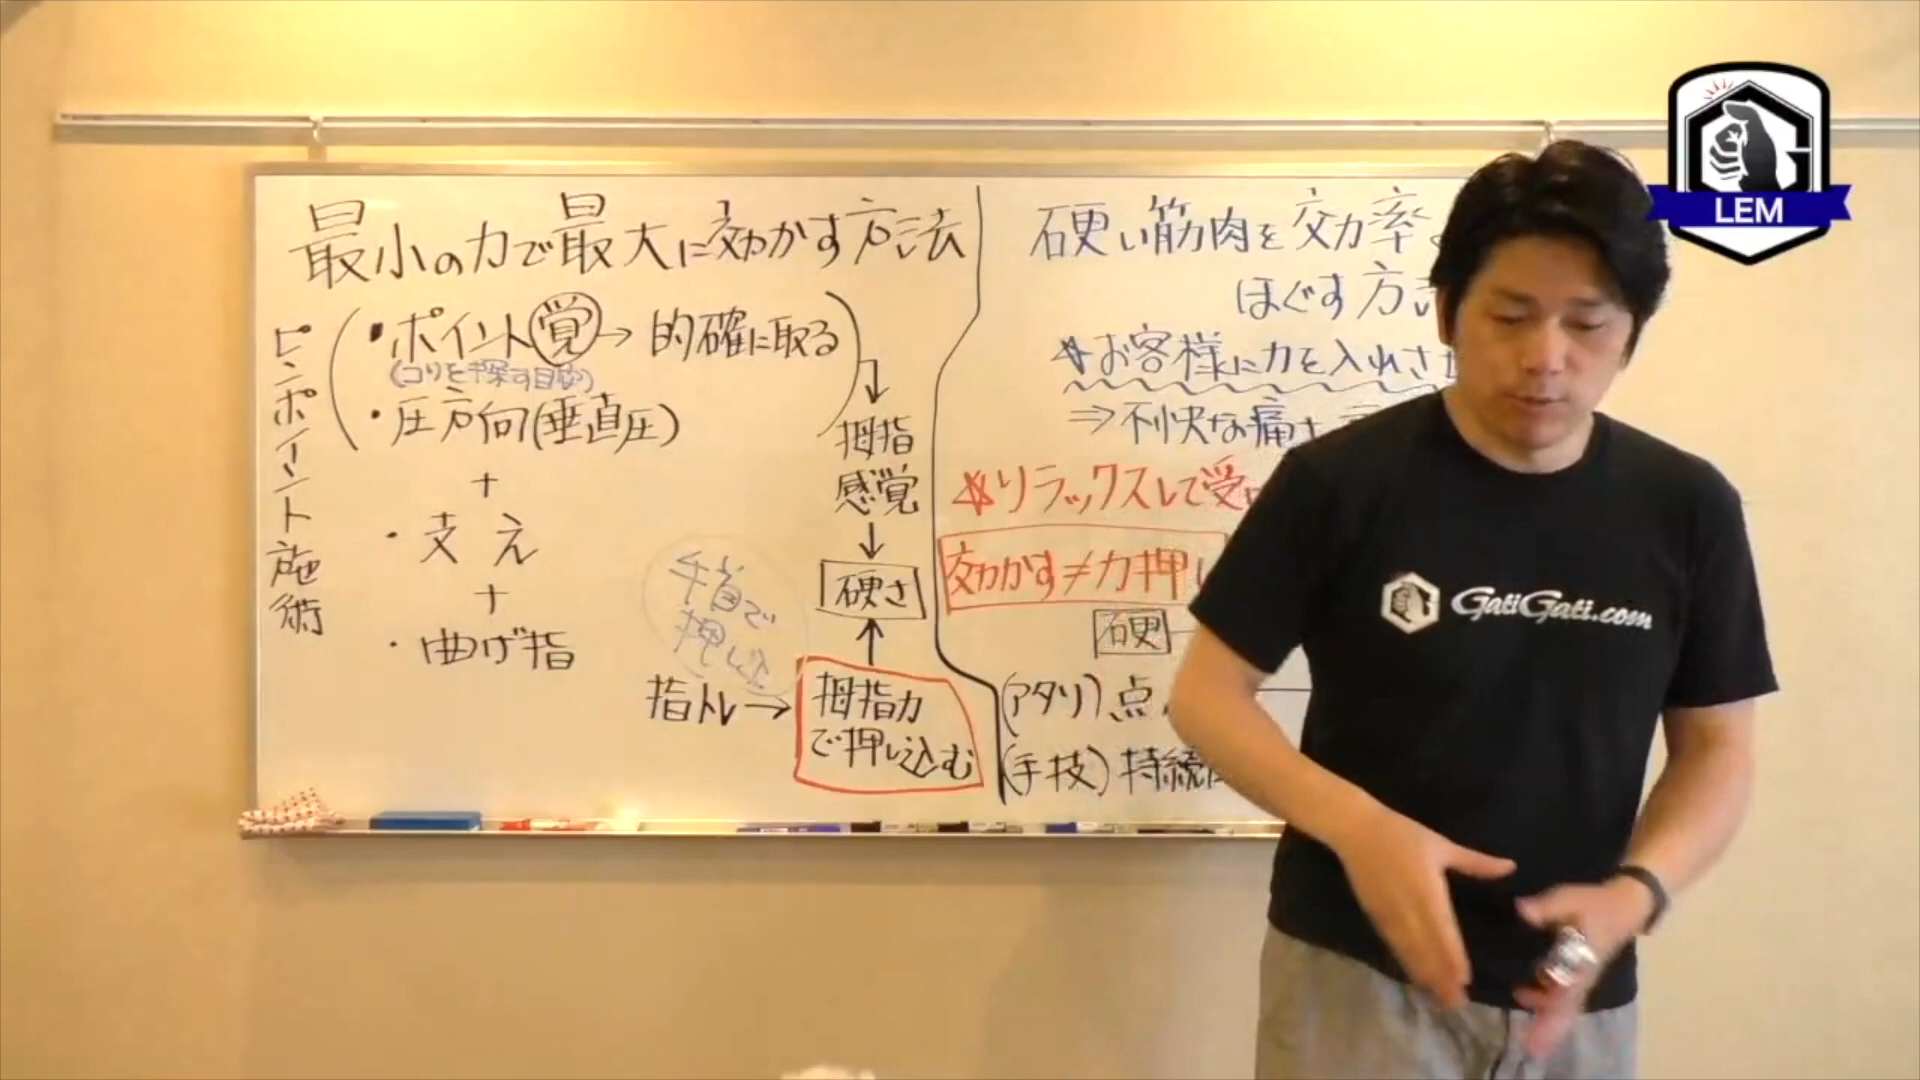 最小の力で最大に効かす方法
ピンポイント施術
・ポイント覚→的確に取る
(コリを探す目安)
・圧方向(垂直圧)
+
・支え
+
・曲げ指
拇指
感覚
↓
硬さ
↑
手首で
押し込
指トレ→
拇指力
で押し込む
硬い筋肉を効率
ほぐす方
☆お客様に力を入れさ
⇒不快な痛さ
☆リラックスして受
効かす≠力押し
硬
(アタリ)点
(手技)持続
GatiGati.com
LEM